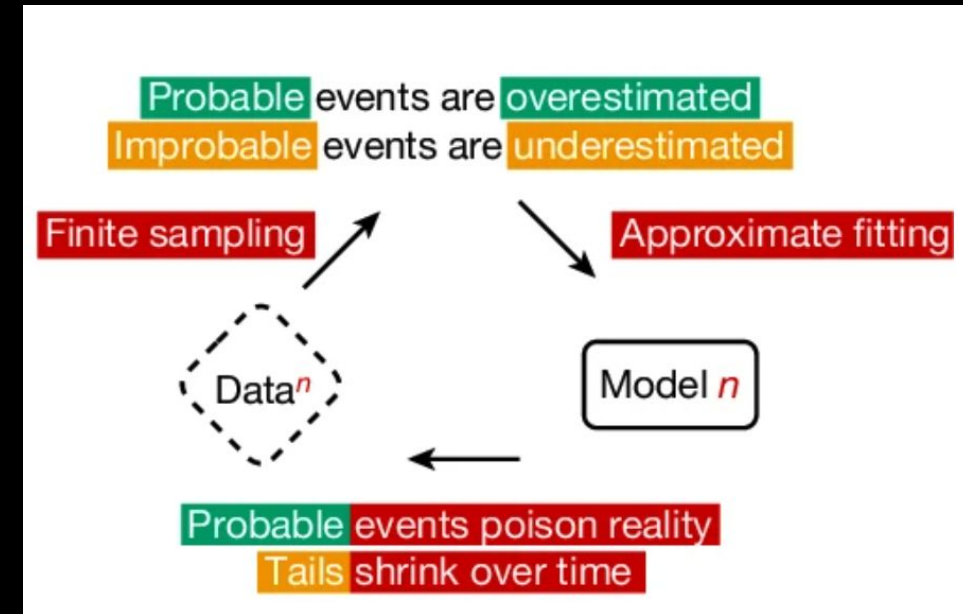 Probable events are overestimated
Improbable events are underestimated
Finite sampling
Approximate fitting
Dataⁿ
Model n
Probable events poison reality
Tails shrink over time